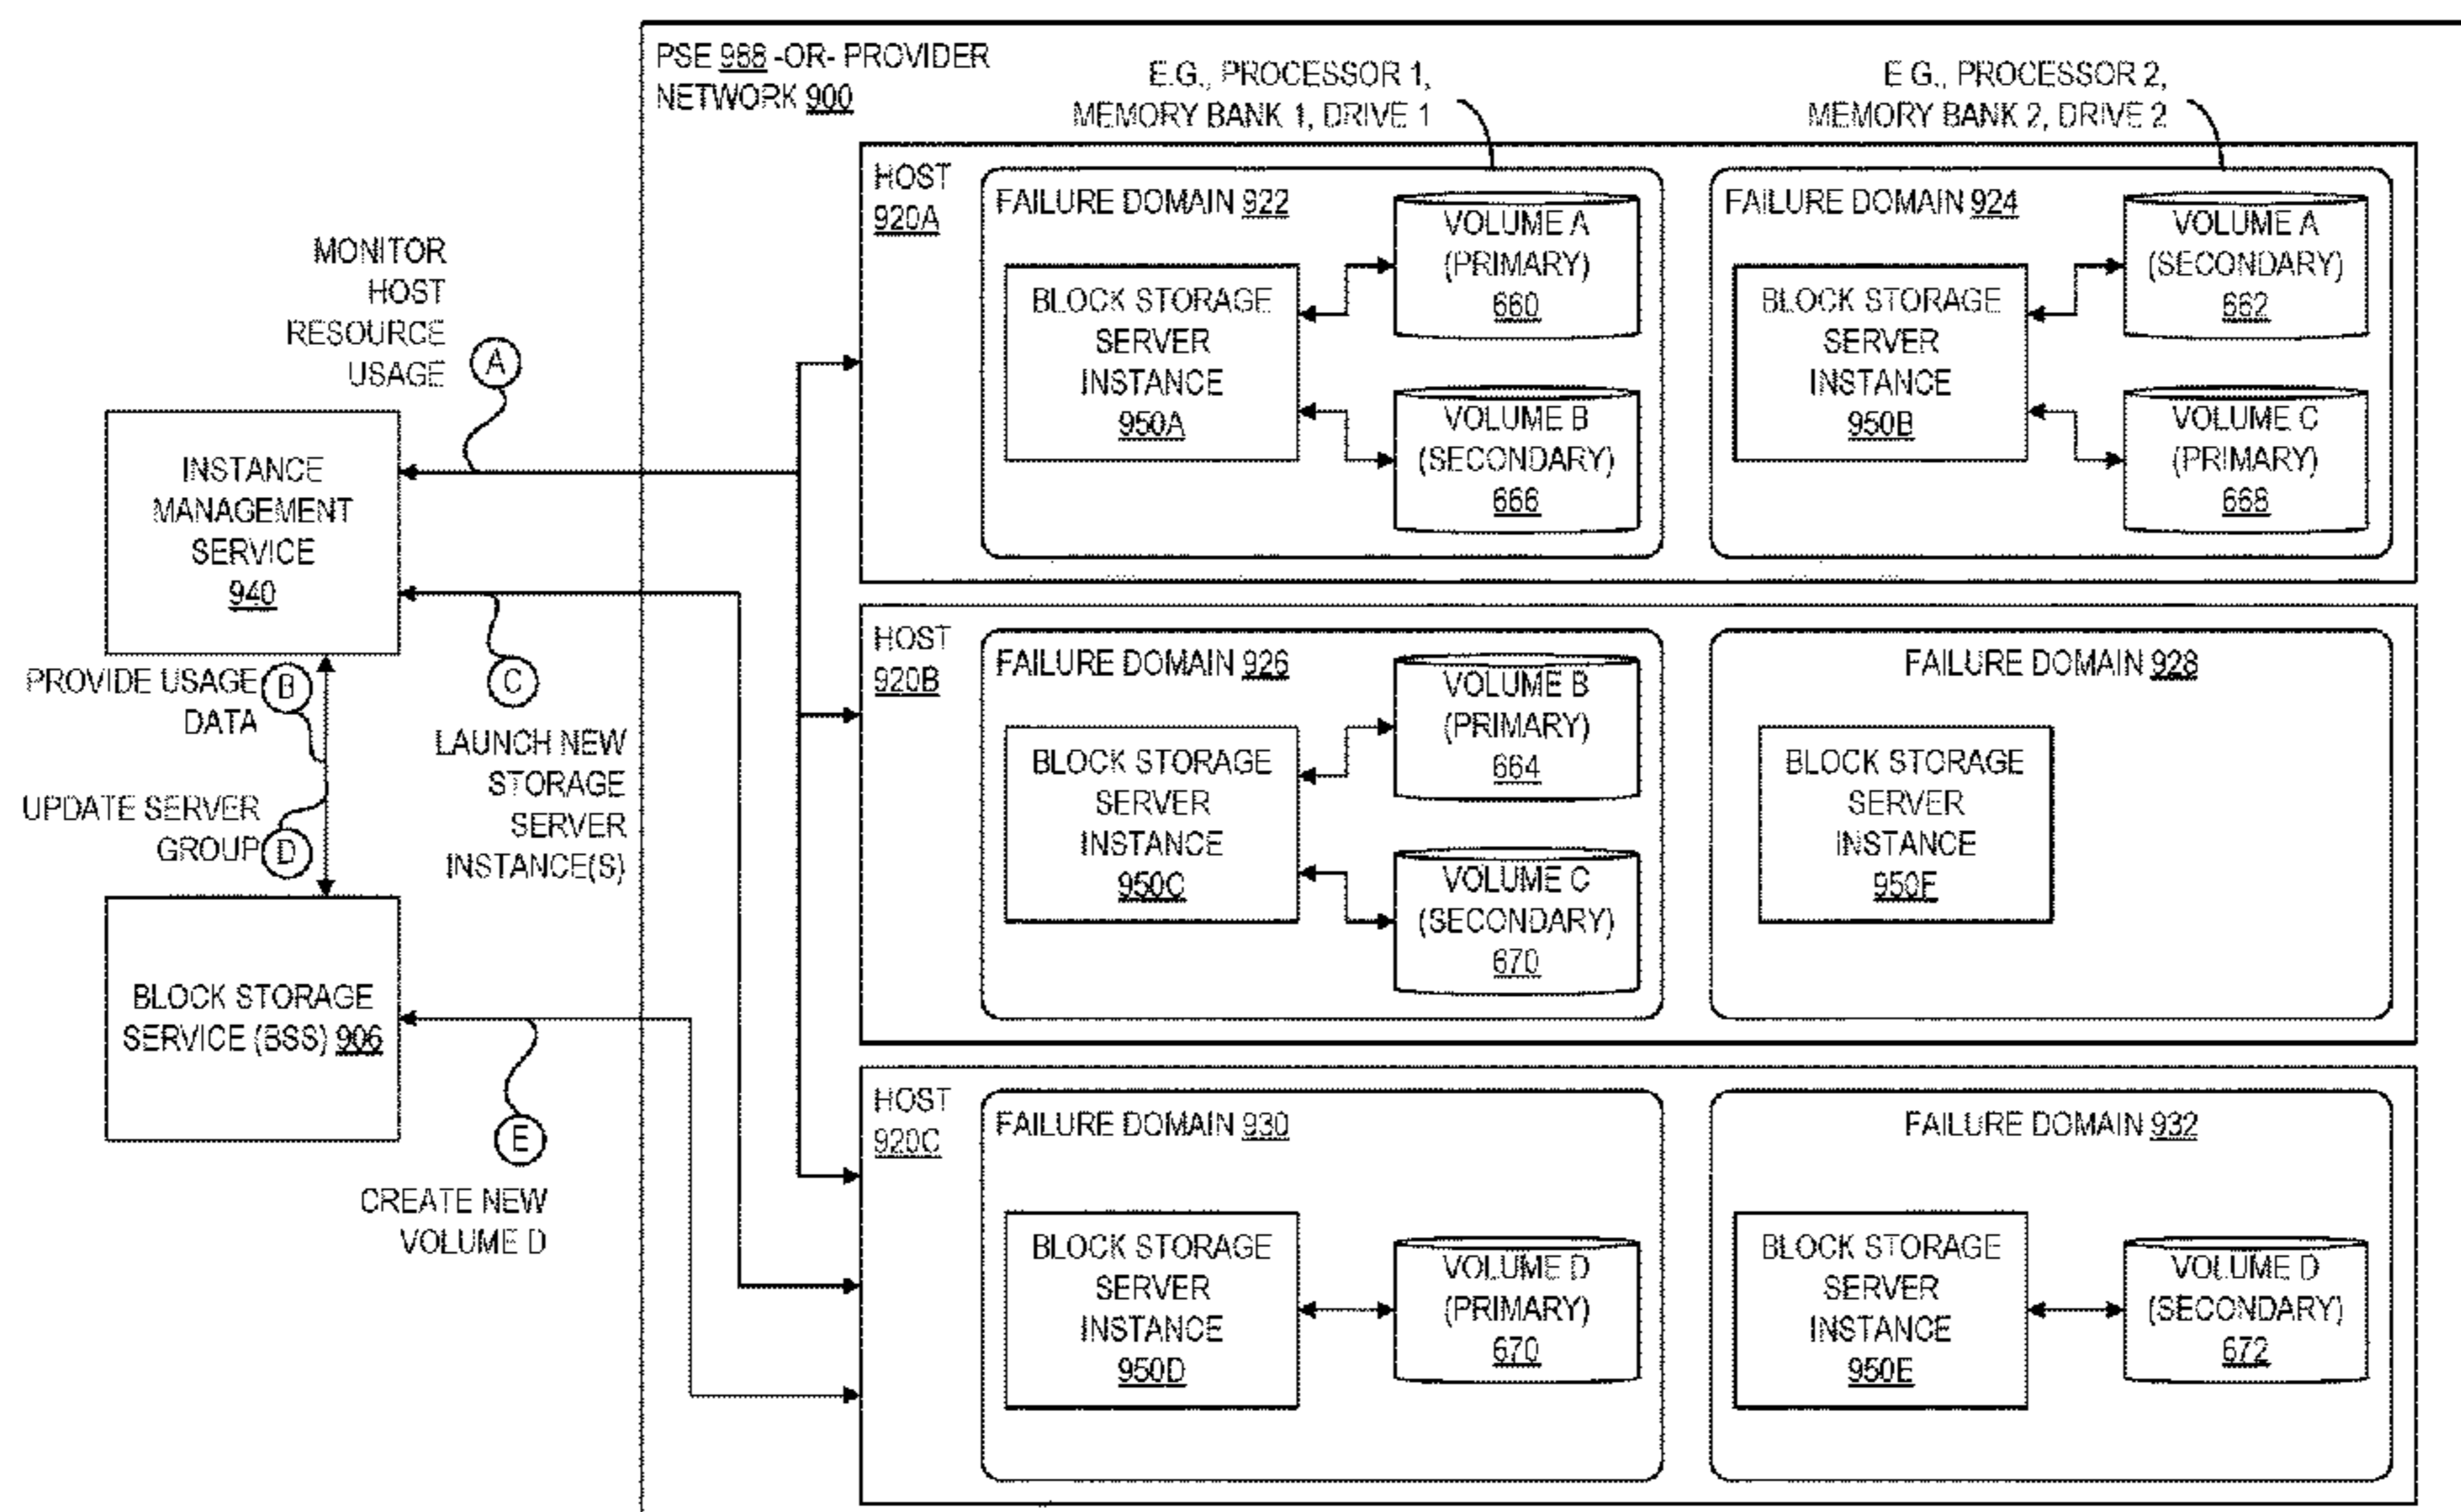 PSE 988 -OR- PROVIDER
NETWORK 900
E.G., PROCESSOR 1,
MEMORY BANK 1, DRIVE 1
E.G., PROCESSOR 2,
MEMORY BANK 2, DRIVE 2
HOST
920A
FAILURE DOMAIN 922
BLOCK STORAGE
SERVER
INSTANCE
950A
VOLUME A
(PRIMARY)
660
VOLUME B
(SECONDARY)
666
FAILURE DOMAIN 924
BLOCK STORAGE
SERVER
INSTANCE
950B
VOLUME A
(SECONDARY)
662
VOLUME C
(PRIMARY)
668
MONITOR
HOST
RESOURCE
USAGE
A
INSTANCE
MANAGEMENT
SERVICE
940
PROVIDE USAGE
DATA
B
C
LAUNCH NEW
STORAGE
SERVER
INSTANCE(S)
UPDATE SERVER
GROUP
D
BLOCK STORAGE
SERVICE (BSS) 906
E
CREATE NEW
VOLUME D
HOST
920B
FAILURE DOMAIN 926
BLOCK STORAGE
SERVER
INSTANCE
950C
VOLUME B
(PRIMARY)
664
VOLUME C
(SECONDARY)
670
FAILURE DOMAIN 928
BLOCK STORAGE
SERVER
INSTANCE
950F
HOST
920C
FAILURE DOMAIN 930
BLOCK STORAGE
SERVER
INSTANCE
950D
VOLUME D
(PRIMARY)
670
FAILURE DOMAIN 932
BLOCK STORAGE
SERVER
INSTANCE
950E
VOLUME D
(SECONDARY)
672